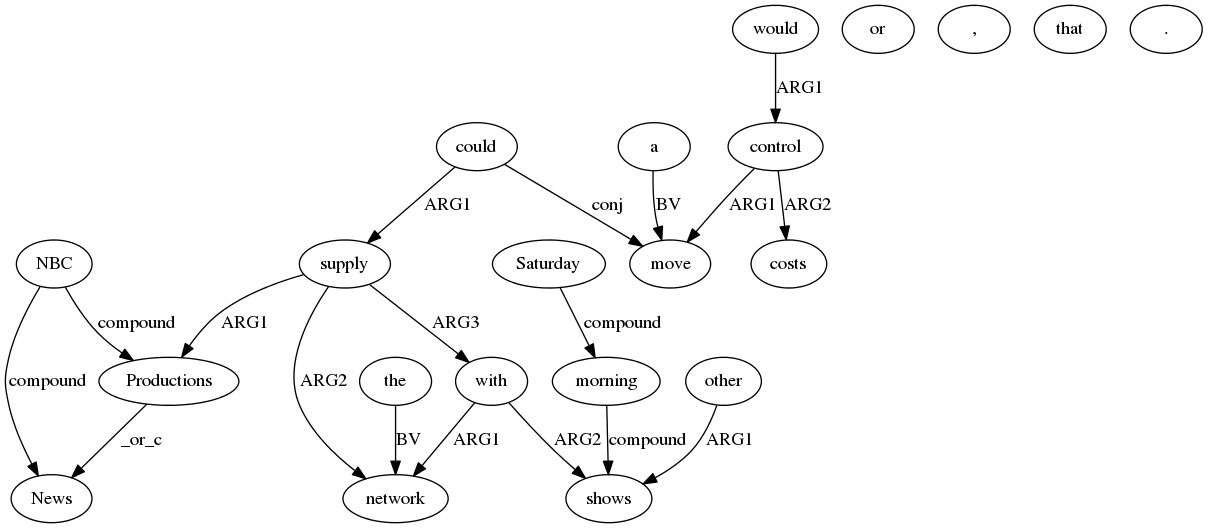 would
or
,
that
.
ARG1
could
a
control
ARG1
conj
BV
ARG1
ARG2
NBC
supply
Saturday
move
costs
compound
ARG1
ARG3
compound
compound
Productions
ARG2
the
with
morning
other
_or_c
BV
ARG1
ARG2
compound
ARG1
News
network
shows